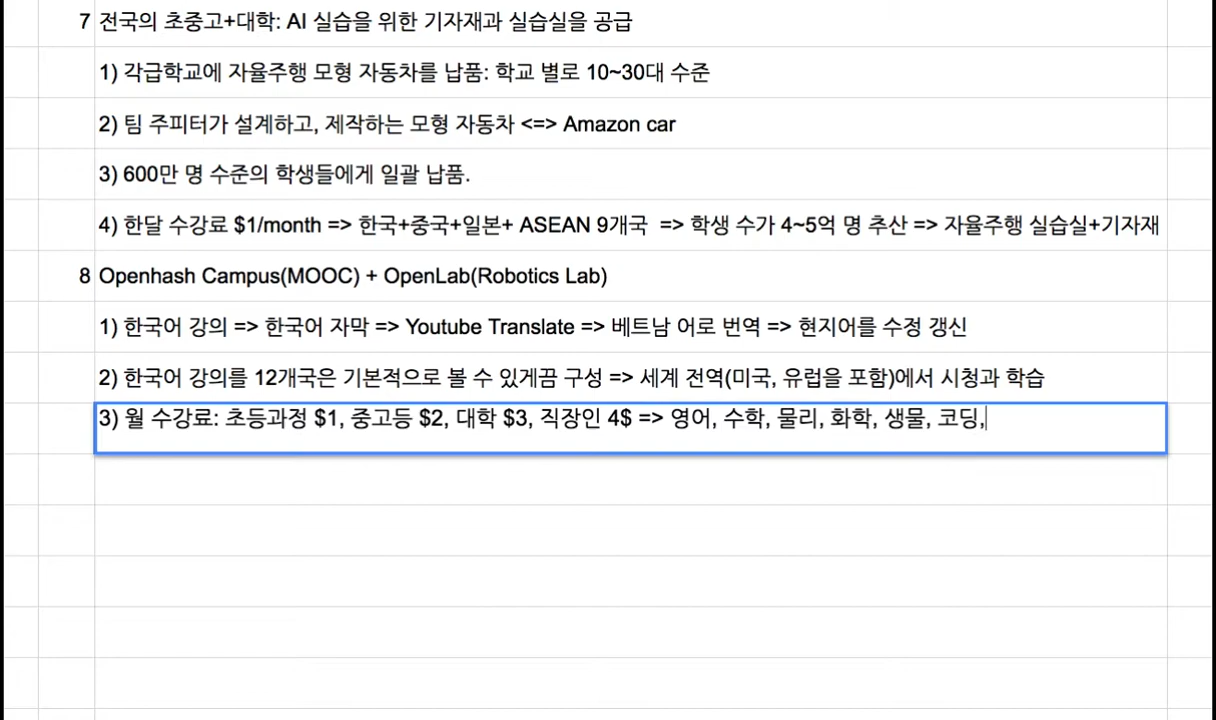 7 전국의 초중고+대학: AI 실습을 위한 기자재과 실습실을 공급
1) 각급학교에 자율주행 모형 자동차를 납품: 학교 별로 10~30대 수준
2) 팀 주피터가 설계하고, 제작하는 모형 자동차 <=> Amazon car
3) 600만 명 수준의 학생들에게 일괄 납품.
4) 한달 수강료 $1/month => 한국+중국+일본+ ASEAN 9개국 => 학생 수가 4~5억 명 추산 => 자율주행 실습실+기자재
8 Openhash Campus(MOOC) + OpenLab(Robotics Lab)
1) 한국어 강의 => 한국어 자막 => Youtube Translate => 베트남 어로 번역 => 현지어를 수정 갱신
2) 한국어 강의를 12개국은 기본적으로 볼 수 있게끔 구성 => 세계 전역(미국, 유럽을 포함)에서 시청과 학습
3) 월 수강료: 초등과정 $1, 중고등 $2, 대학 $3, 직장인 4$ => 영어, 수학, 물리, 화학, 생물, 코딩,